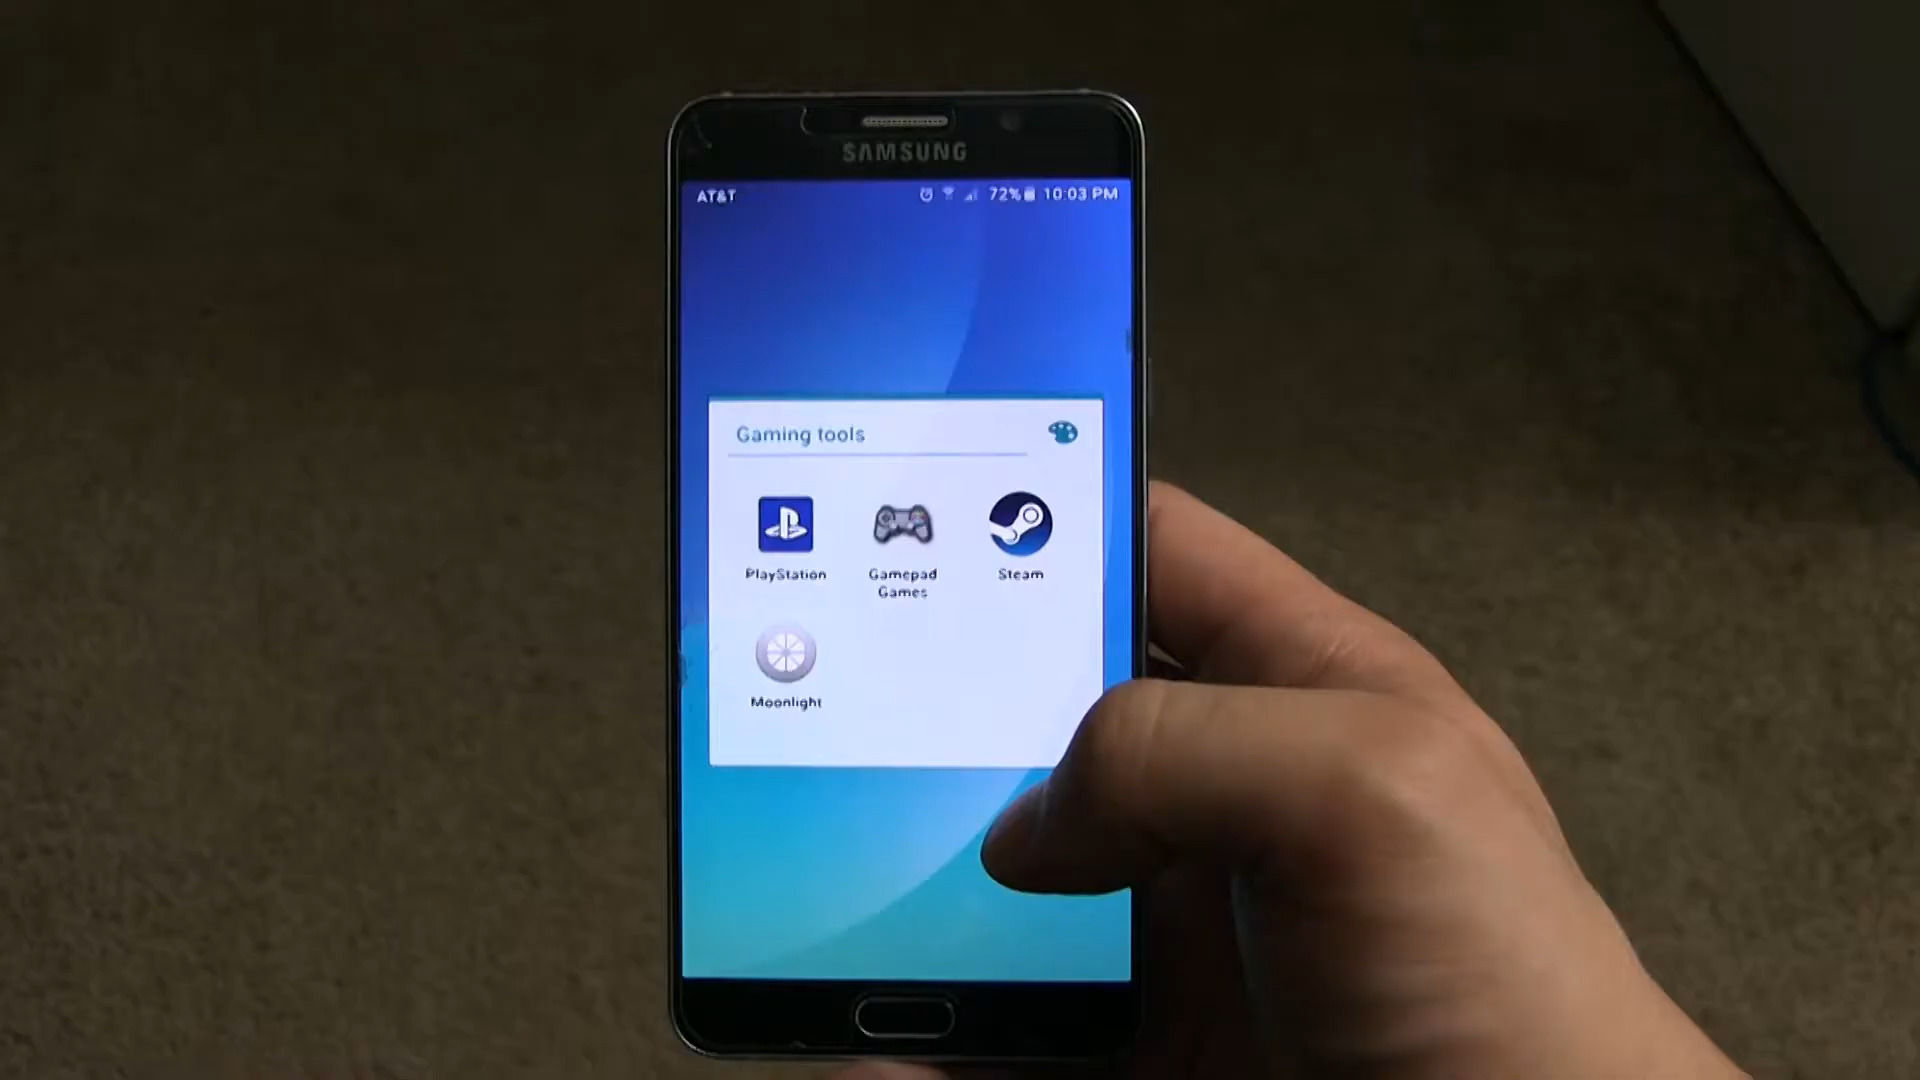 SAMSUNG
AT&T 72% 10:03 PM
Gaming tools
PlayStation
Gamepad
Games
Steam
Moonlight